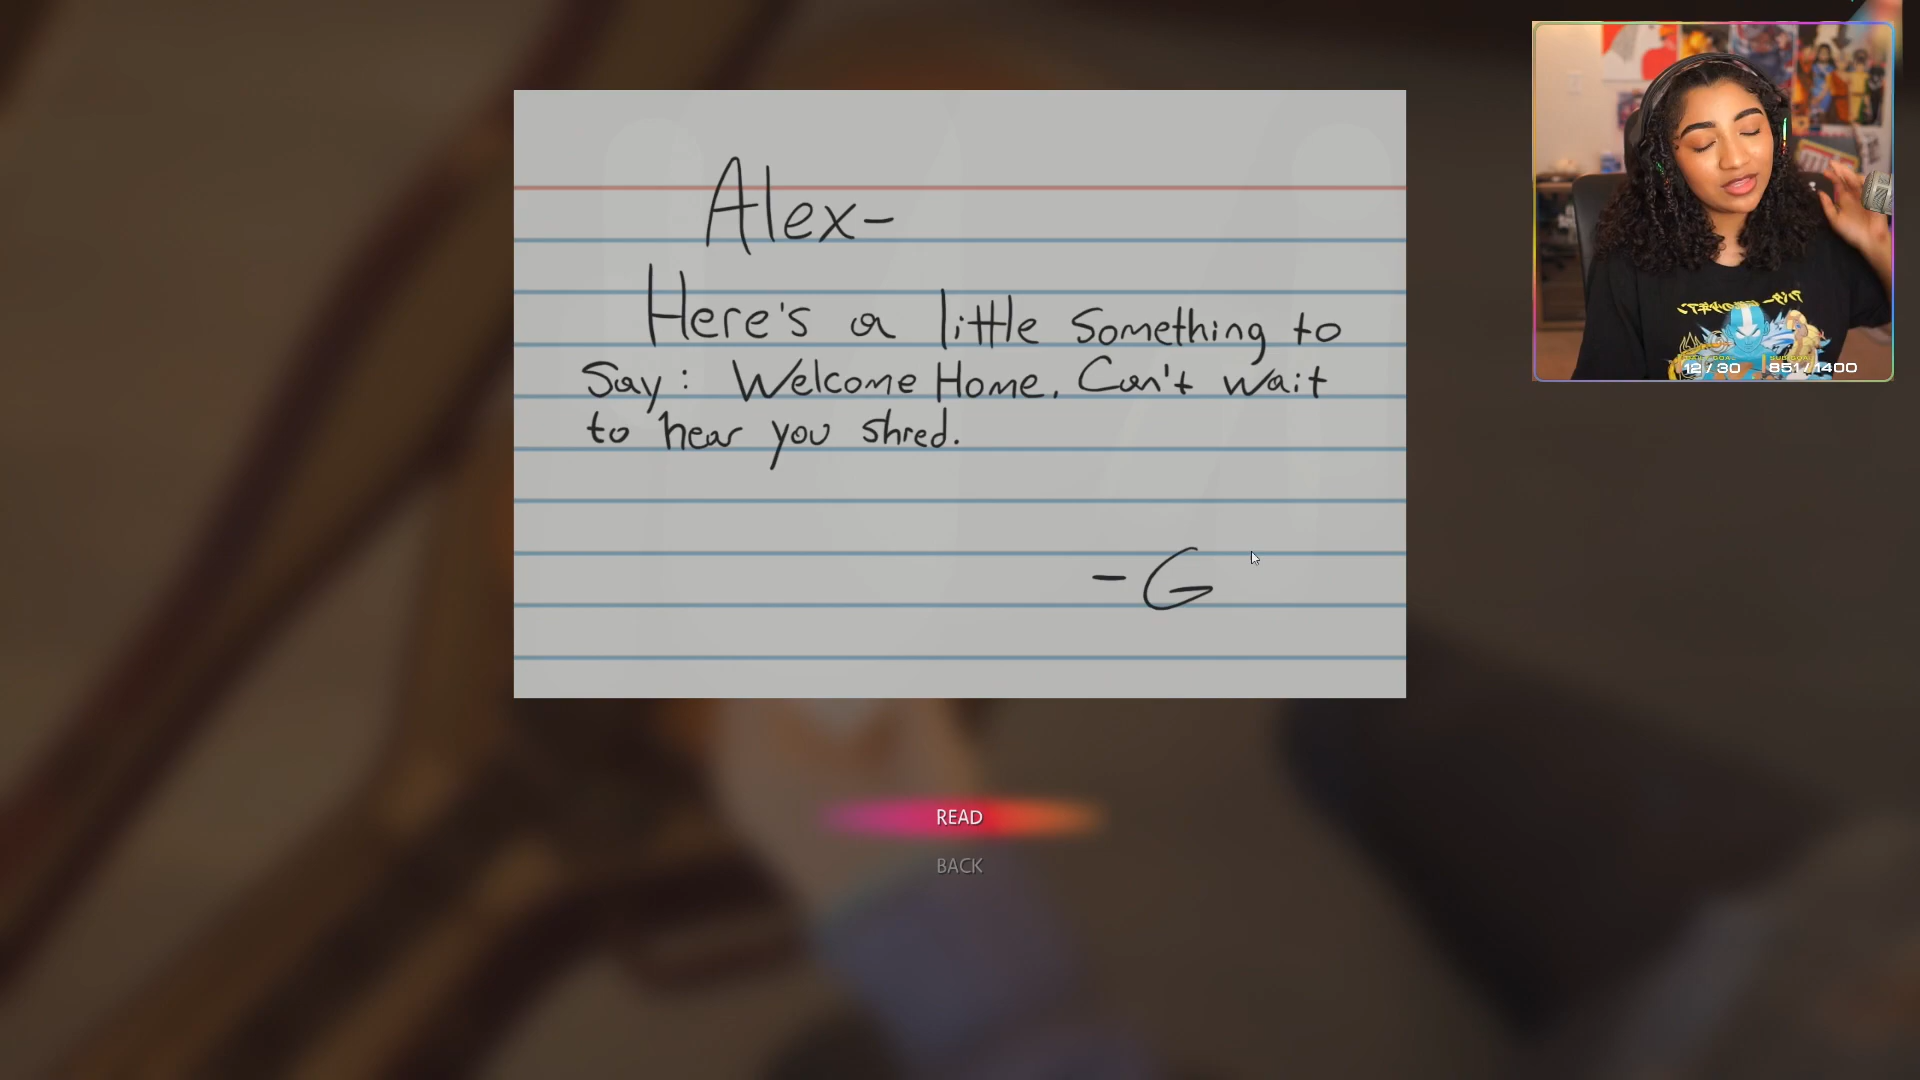 Alex-
Here's a little something to
Say: Welcome Home. Can't wait
to hear you shred.
-G
READ
BACK
12/30 851/1400